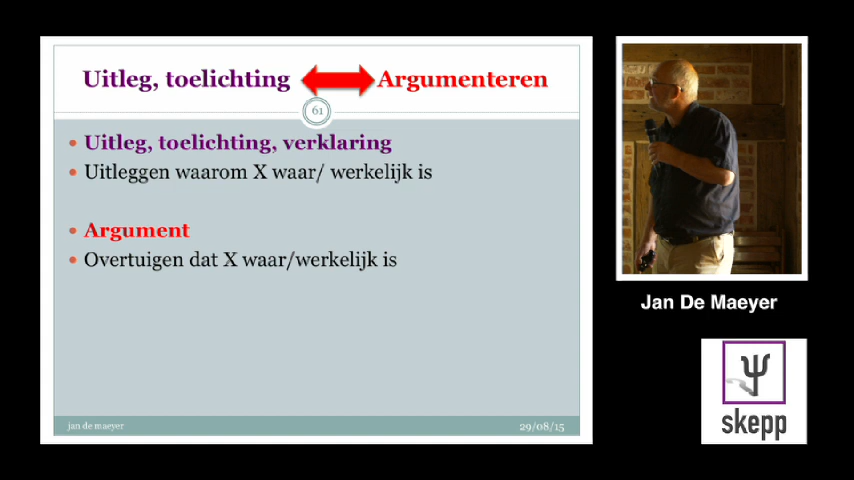 Uitleg, toelichting Argumenteren
61
Uitleg, toelichting, verklaring
Uitleggen waarom X waar/ werkelijk is
Argument
Overtuigen dat X waar/werkelijk is
jan de maeyer 29/08/15
Jan De Maeyer
skepp